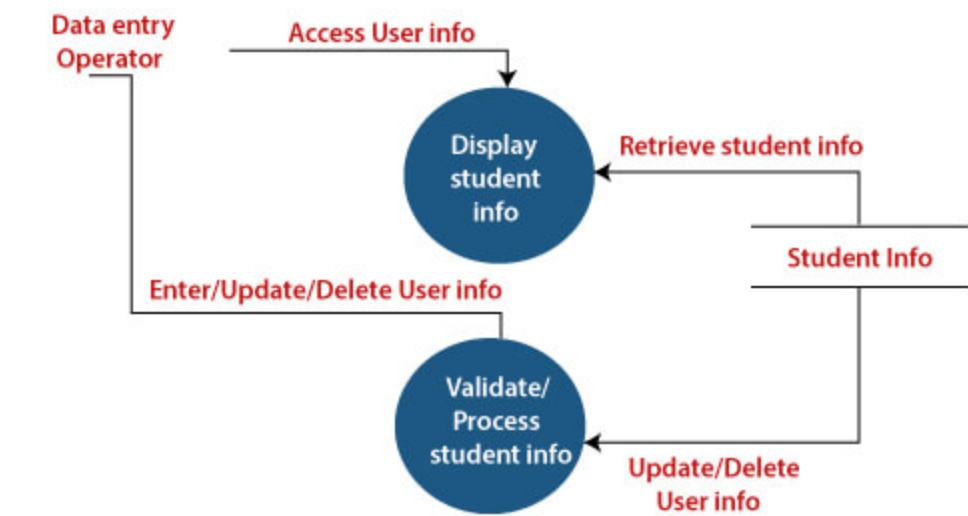 Data entry
Operator
Access User info
Display
student
info
Retrieve student info
Student Info
Enter/Update/Delete User info
Validate/
Process
student info
Update/Delete
User info